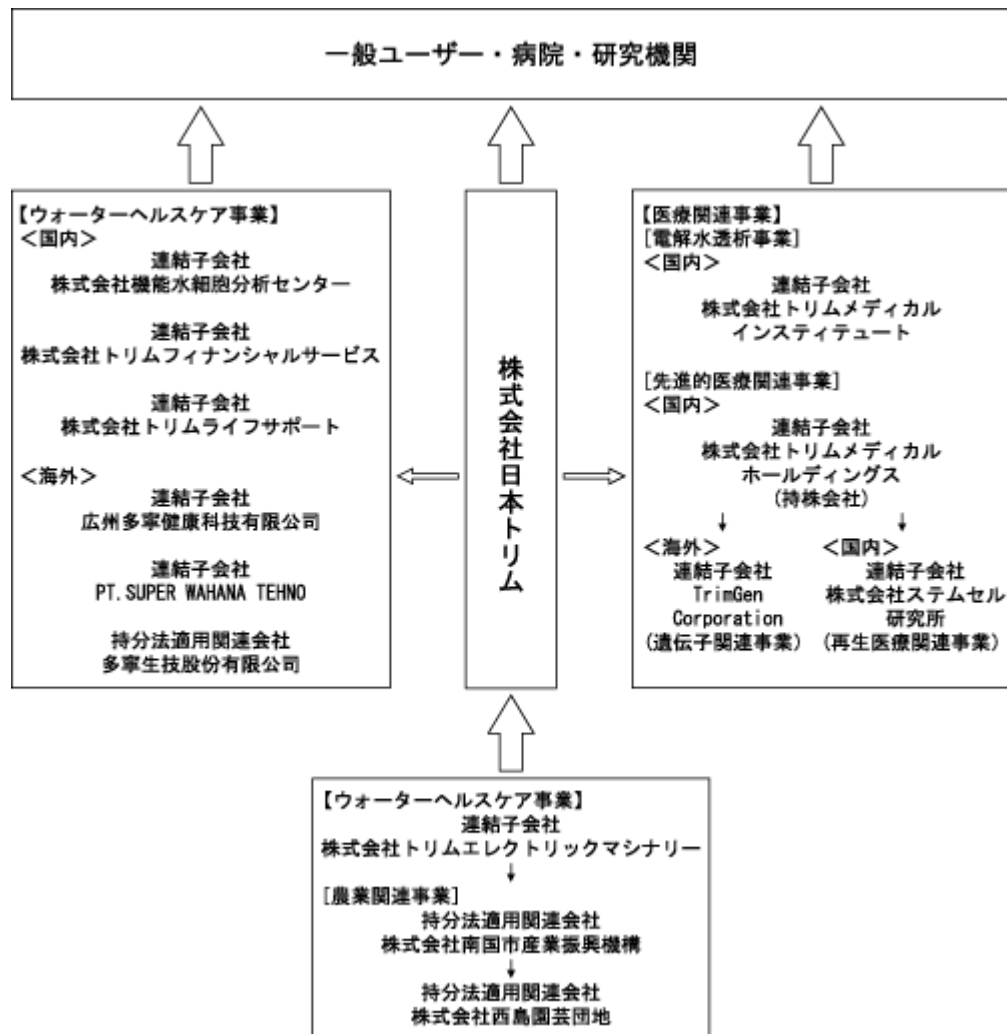 一般ユーザー・病院・研究機関
【ウォーターヘルスケア事業】
＜国内＞
連結子会社
株式会社機能水細胞分析センター
連結子会社
株式会社トリムフィナンシャルサービス
連結子会社
株式会社トリムライフサポート
＜海外＞
連結子会社
広州多寧健康科技有限公司
連結子会社
PT.SUPER WAHANA TEHNO
持分法適用関連会社
多寧生技股份有限公司
株式会社日本トリム
【医療関連事業】
[電解水透析事業]
＜国内＞
連結子会社
株式会社トリムメディカル
インスティテュート
[先進的医療関連事業]
＜国内＞
連結子会社
株式会社トリムメディカル
ホールディングス
(持株会社)
↓
↓
＜海外＞
連結子会社
TrimGen
Corporation
(遺伝子関連事業)
＜国内＞
連結子会社
株式会社ステムセル
研究所
(再生医療関連事業)
【ウォーターヘルスケア事業】
連結子会社
株式会社トリムエレクトリックマシナリー
↓
[農業関連事業]
持分法適用関連会社
株式会社南国市産業振興機構
↓
持分法適用関連会社
株式会社西島園芸団地